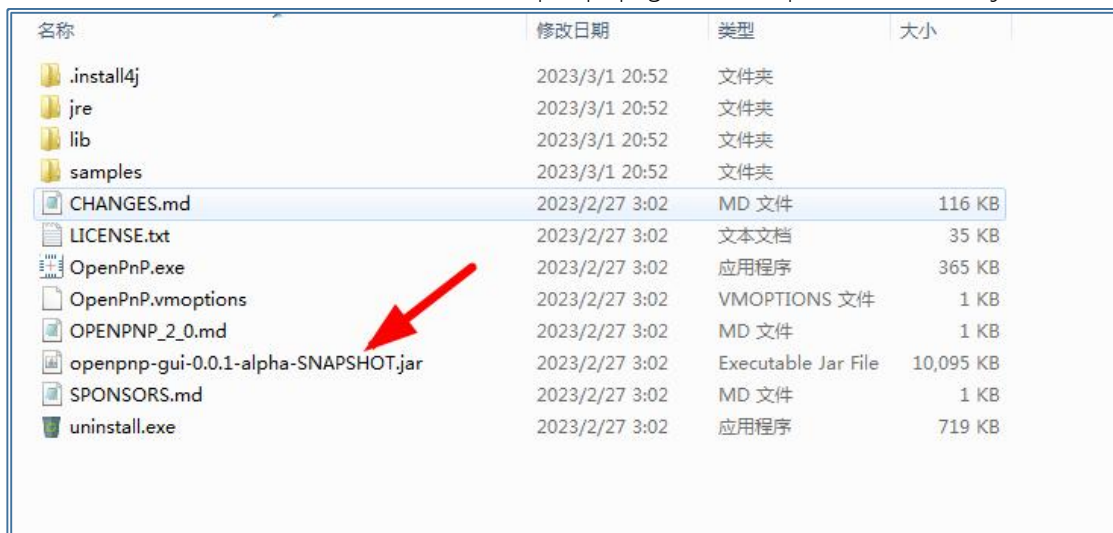 名称 修改日期 类型 大小
.install4j 2023/3/1 20:52 文件夹
jre 2023/3/1 20:52 文件夹
lib 2023/3/1 20:52 文件夹
samples 2023/3/1 20:52 文件夹
CHANGES.md 2023/2/27 3:02 MD 文件 116 KB
LICENSE.txt 2023/2/27 3:02 文本文档 35 KB
OpenPnP.exe 2023/2/27 3:02 应用程序 365 KB
OpenPnP.vmoptions 2023/2/27 3:02 VMOPTIONS 文件 1 KB
OPENPNP_2_0.md 2023/2/27 3:02 MD 文件 1 KB
openpnp-gui-0.0.1-alpha-SNAPSHOT.jar 2023/2/27 3:02 Executable Jar File 10,095 KB
SPONSORS.md 2023/2/27 3:02 MD 文件 1 KB
uninstall.exe 2023/2/27 3:02 应用程序 719 KB